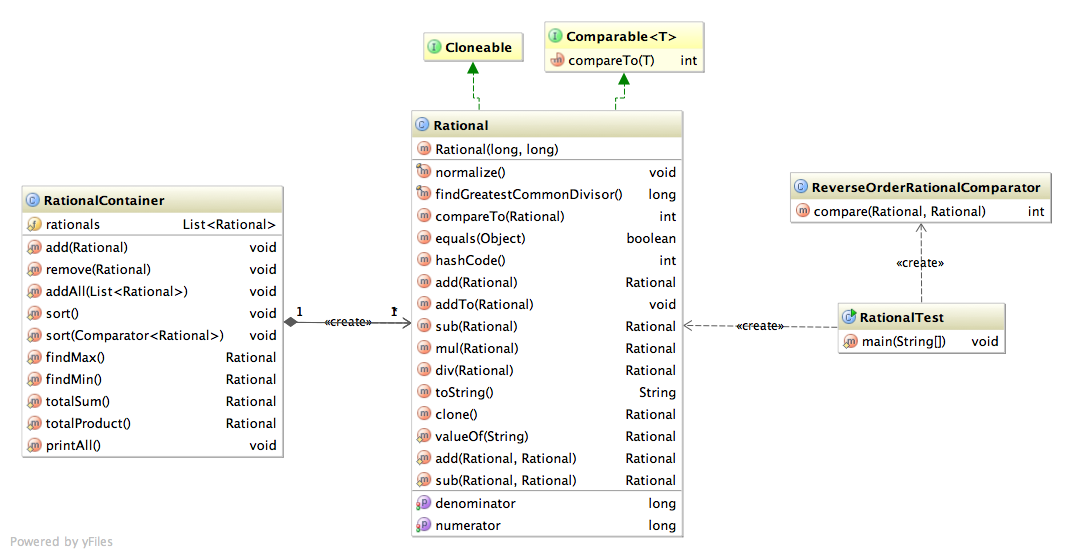 Cloneable
Comparable<T>
compareTo(T) int
Rational
Rational(long, long)
normalize() void
findGreatestCommonDivisor() long
compareTo(Rational) int
equals(Object) boolean
hashCode() int
add(Rational) Rational
addTo(Rational) void
sub(Rational) Rational
mul(Rational) Rational
div(Rational) Rational
toString() String
clone() Rational
valueOf(String) Rational
add(Rational, Rational) Rational
sub(Rational, Rational) Rational
denominator long
numerator long
RationalContainer
rationals List<Rational>
add(Rational) void
remove(Rational) void
addAll(List<Rational>) void
sort() void
sort(Comparator<Rational>) void
findMax() Rational
findMin() Rational
totalSum() Rational
totalProduct() Rational
printAll() void
1
«create»
ReverseOrderRationalComparator
compare(Rational, Rational) int
«create»
RationalTest
main(String[]) void
«create»
Powered by yFiles